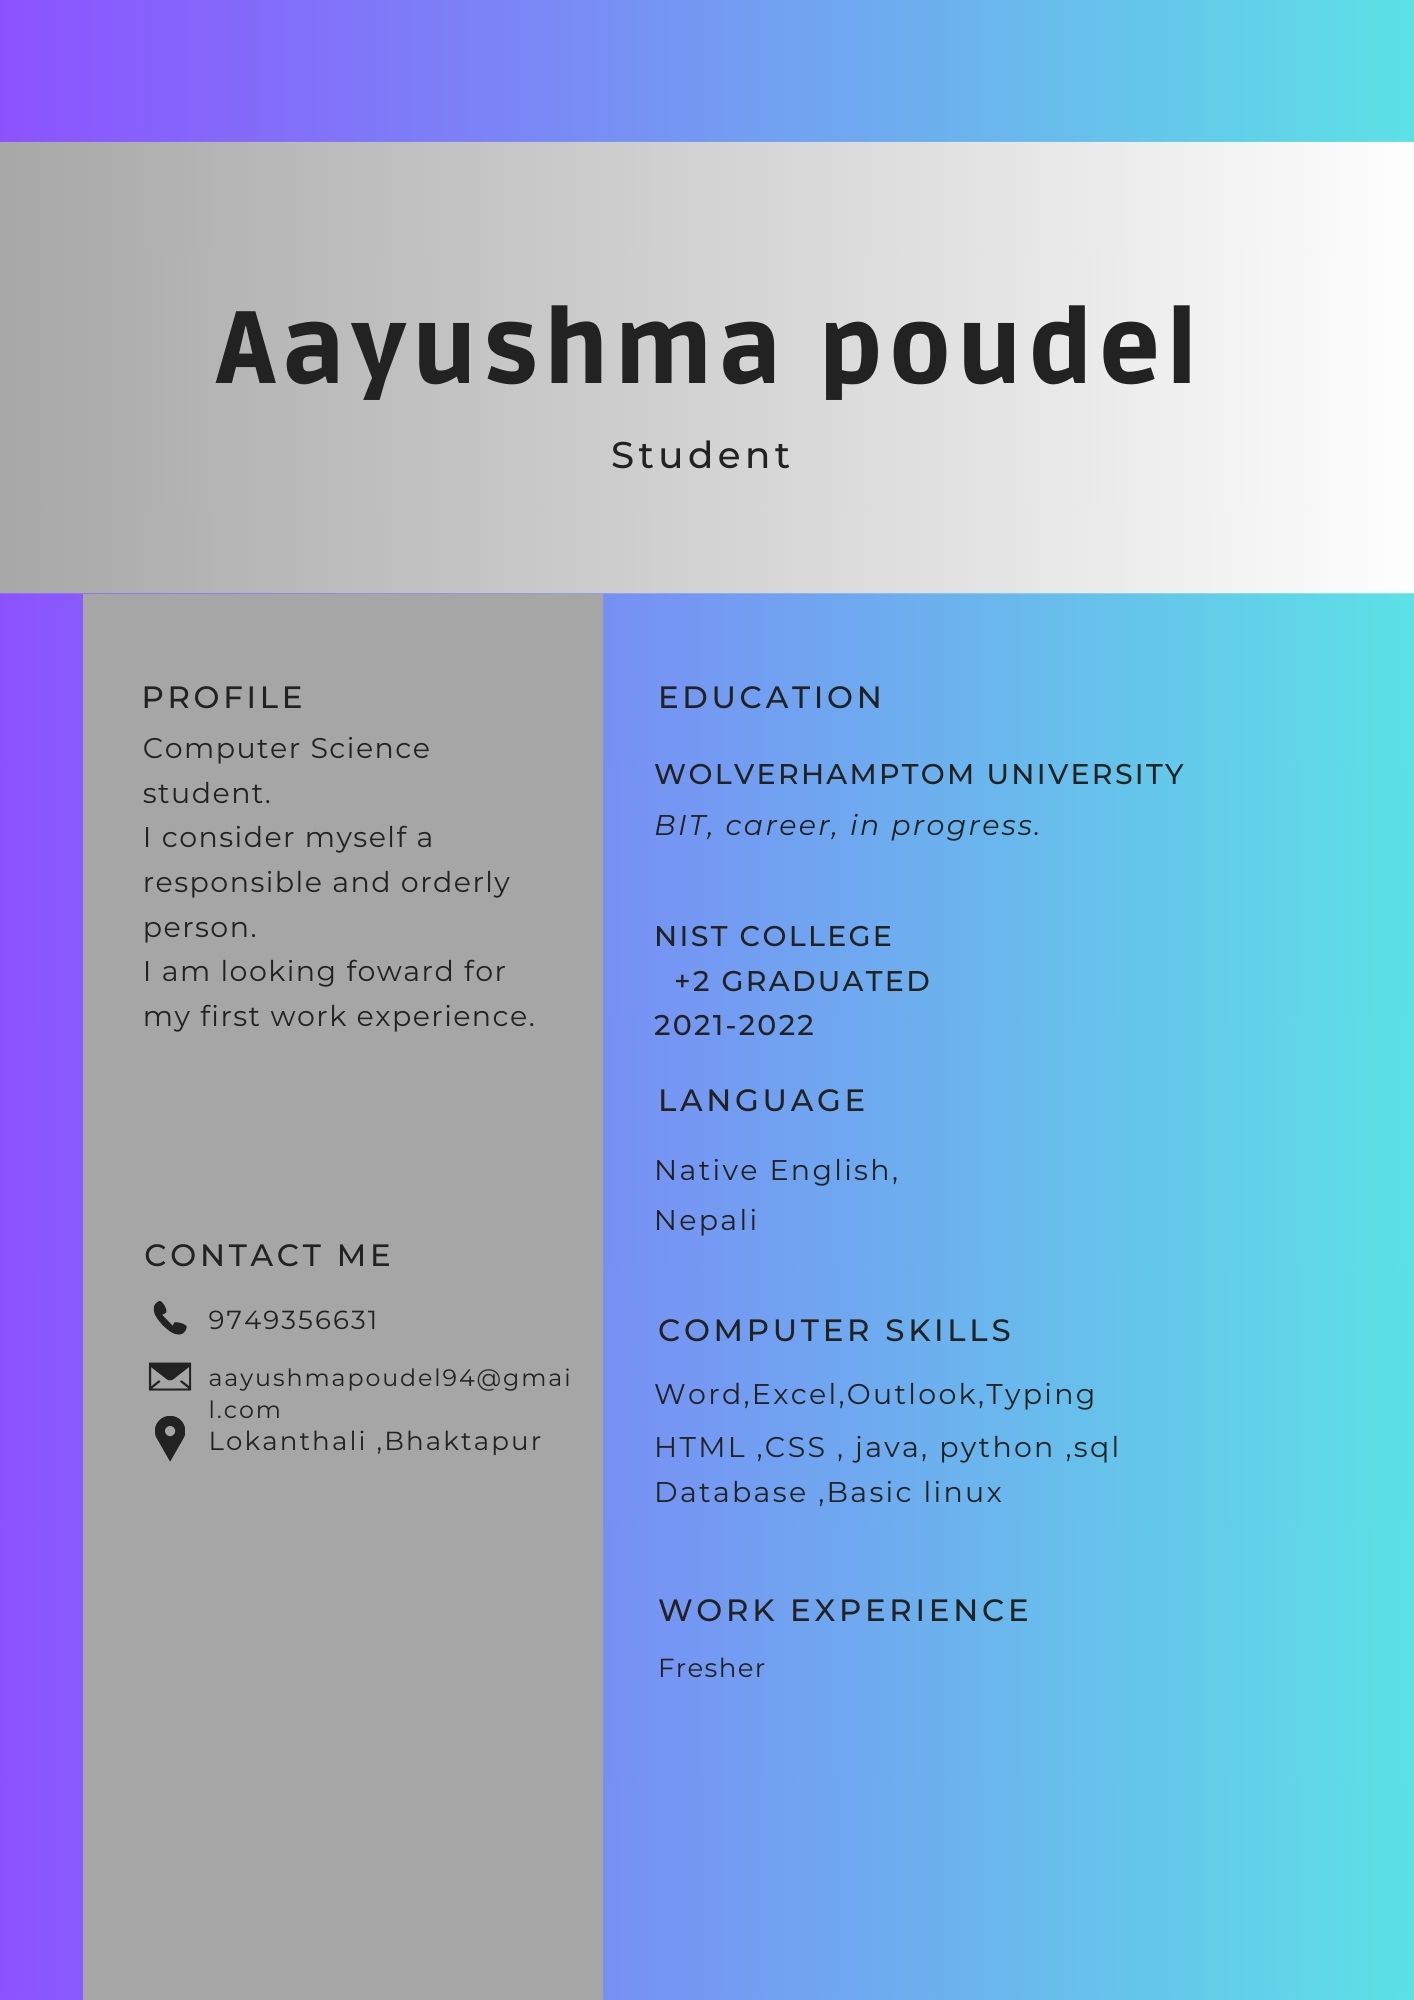 Aayushma poudel
Student
PROFILE
Computer Science
student.
I consider myself a
responsible and orderly
person.
I am looking foward for
my first work experience.
CONTACT ME
9749356631
aayushmapoudel94@gmai
l.com
Lokanthali ,Bhaktapur
EDUCATION
WOLVERHAMPTOM UNIVERSITY
BIT, career, in progress.
NIST COLLEGE
+2 GRADUATED
2021-2022
LANGUAGE
Native English,
Nepali
COMPUTER SKILLS
Word,Excel,Outlook,Typing
HTML ,CSS , java, python ,sql
Database ,Basic linux
WORK EXPERIENCE
Fresher